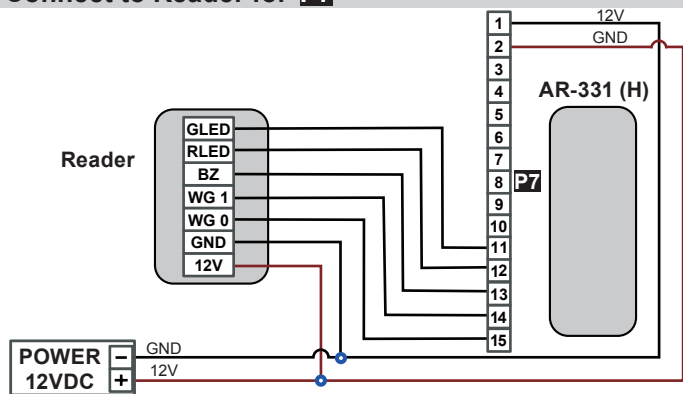 Connect to Reader for P7
12V
GND
1
2
3
4
5
6
7
8
9
10
11
12
13
14
15
P7
AR-331 (H)
Reader
GLED
RLED
BZ
WG 1
WG 0
GND
12V
POWER
12VDC
−
+
GND
12V